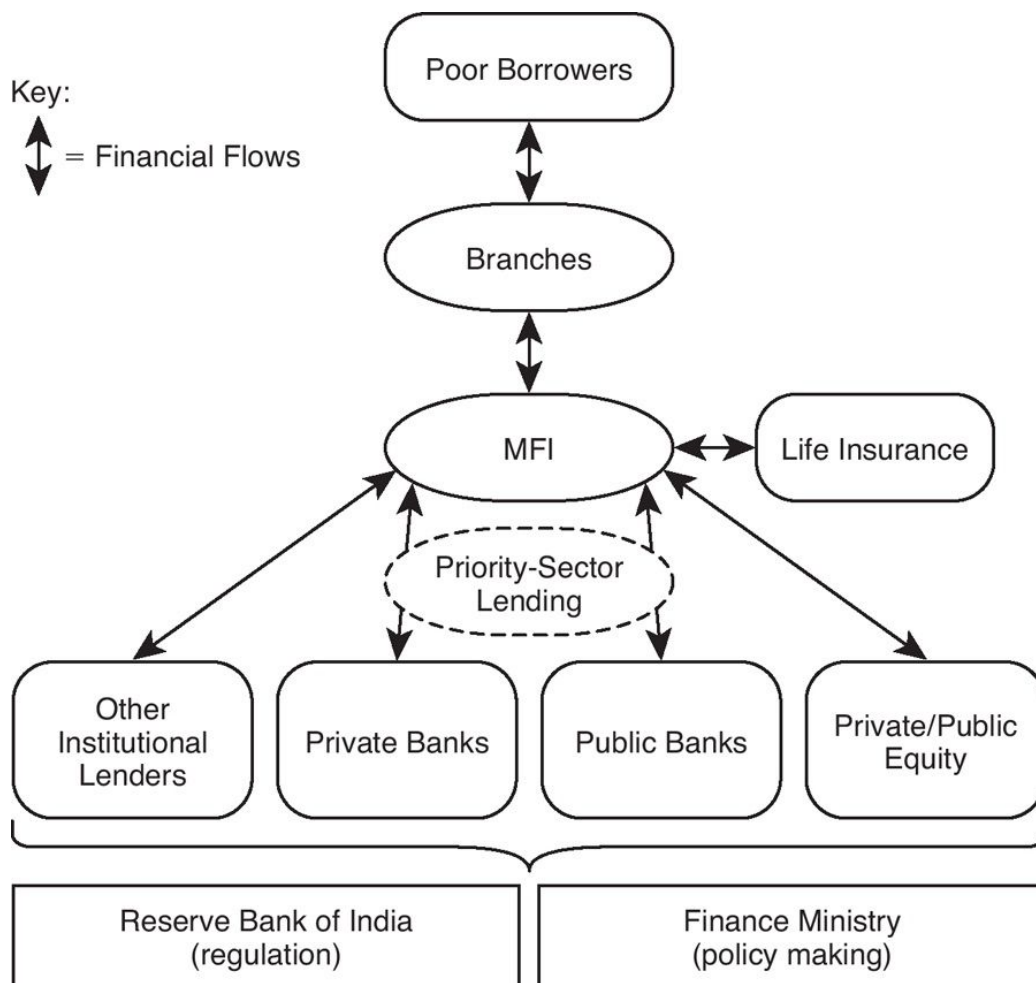 Poor Borrowers
Key:
= Financial Flows
Branches
MFI
Life Insurance
Priority-Sector
Lending
Other
Institutional
Lenders
Private Banks
Public Banks
Private/Public
Equity
Reserve Bank of India
(regulation)
Finance Ministry
(policy making)